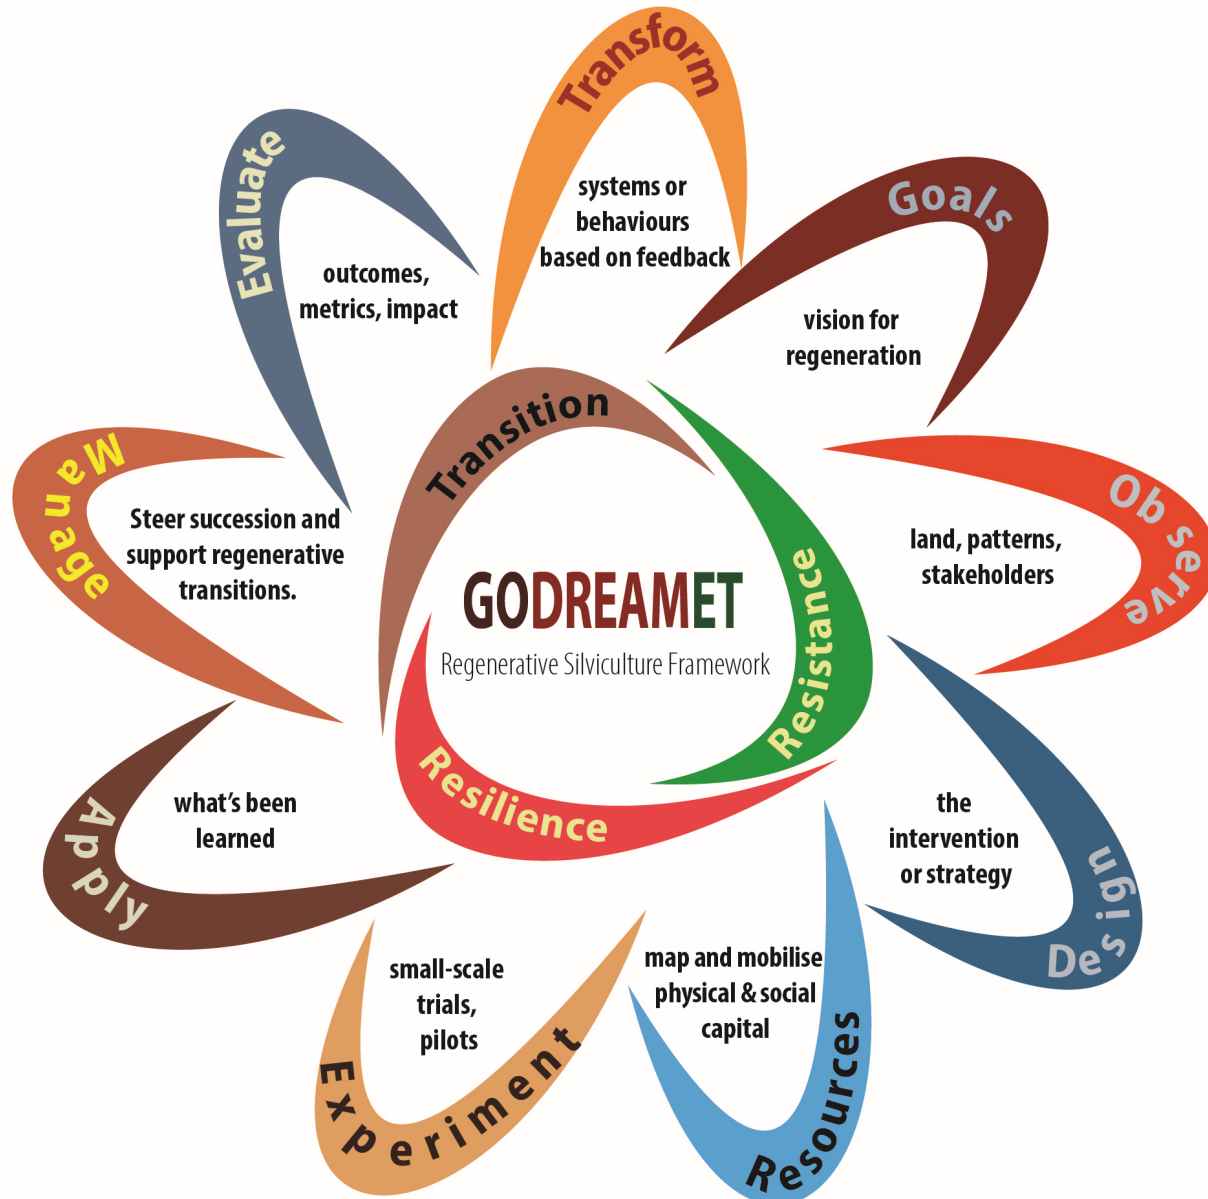 GODREAMET
Regenerative Silviculture Framework
Transition
Resistance
Resilience
Goals
vision for
regeneration
Observe
land, patterns,
stakeholders
Design
the
intervention
or strategy
Resources
map and mobilise
physical & social
capital
Experiment
small-scale
trials,
pilots
Apply
what's been
learned
Manage
Steer succession and
support regenerative
transitions.
Evaluate
outcomes,
metrics, impact
Transform
systems or
behaviours
based on feedback